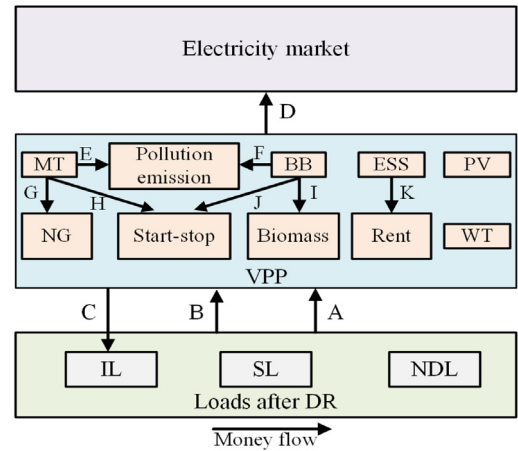 Electricity market
D
MT
E
Pollution
emission
F
BB
ESS
PV
G
H
J
I
K
NG
Start-stop
Biomass
Rent
WT
VPP
C
B
A
IL
SL
NDL
Loads after DR
Money flow